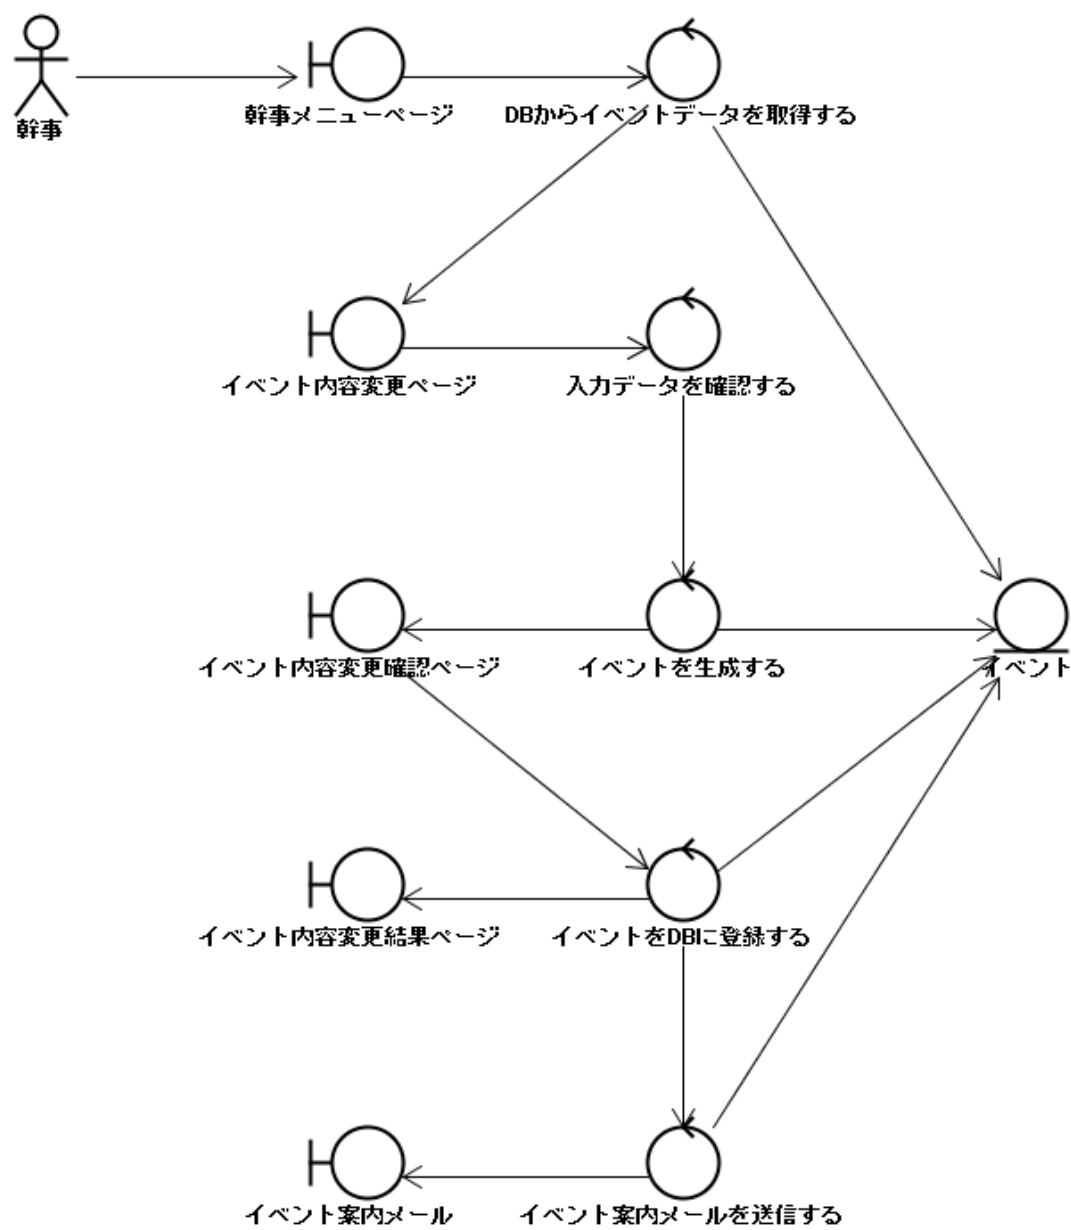 幹事
幹事メニューページ
DBからイベントデータを取得する
イベント内容変更ページ
入力データを確認する
イベント内容変更確認ページ
イベントを生成する
イベント
イベント内容変更結果ページ
イベントをDBに登録する
イベント案内メール
イベント案内メールを送信する